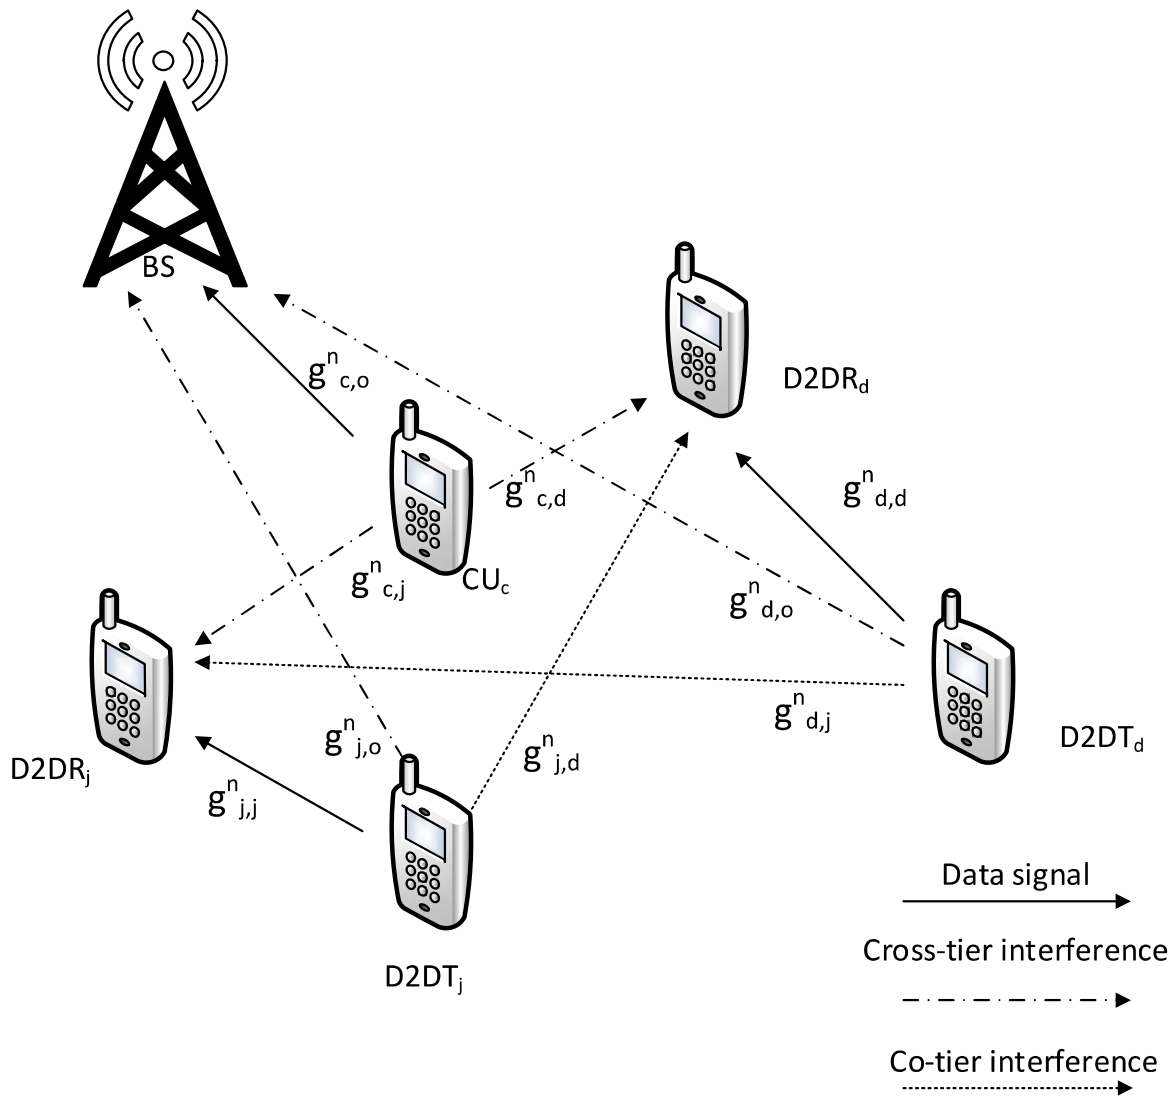 BS
gⁿc,o
D2DRd
gⁿc,d
gⁿd,d
gⁿc,j
CUc
gⁿd,o
gⁿd,j
gⁿj,o
gⁿj,d
D2DTd
D2DRj
gⁿj,j
D2DTj
Data signal
Cross-tier interference
Co-tier interference